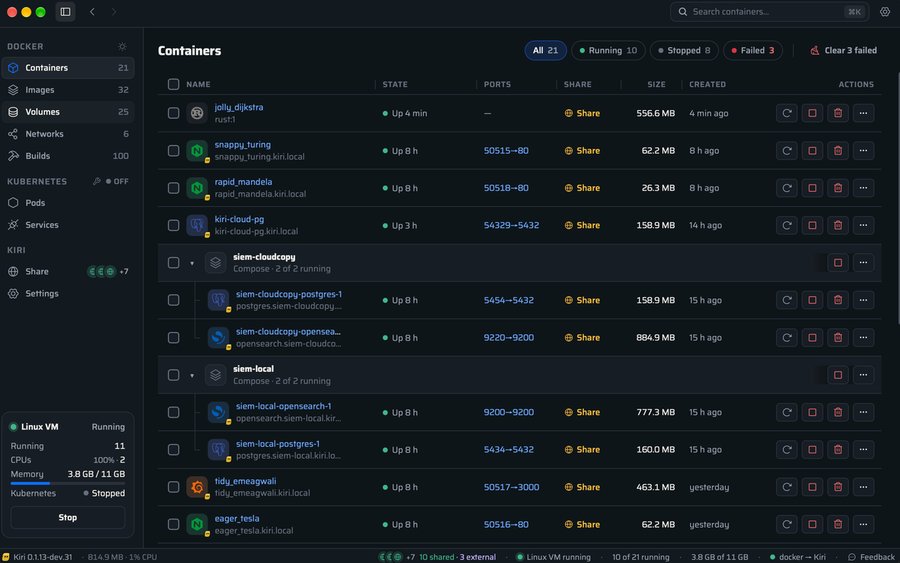 Search containers...
⌘K
DOCKER
Containers 21
Images 32
Volumes 25
Networks 6
Builds 100
KUBERNETES OFF
Pods
Services
KIRI
Share +7
Settings
Linux VM Running
Running 11
CPUs 100% · 2
Memory 3.8 GB / 11 GB
Kubernetes Stopped
Stop
Containers
All 21 Running 10 Stopped 8 Failed 3 Clear 3 failed
NAME STATE PORTS SHARE SIZE CREATED ACTIONS
jolly_dijkstra
rust:1
Up 4 min — Share 556.6 MB 4 min ago
snappy_turing
snappy_turing.kiri.local
Up 8 h 50515→80 Share 62.2 MB 8 h ago
rapid_mandela
rapid_mandela.kiri.local
Up 8 h 50518→80 Share 26.3 MB 8 h ago
kiri-cloud-pg
kiri-cloud-pg.kiri.local
Up 3 h 54329→5432 Share 158.9 MB 14 h ago
siem-cloudcopy
Compose · 2 of 2 running
siem-cloudcopy-postgres-1
postgres.siem-cloudcopy...
Up 8 h 5454→5432 Share 158.9 MB 15 h ago
siem-cloudcopy-opensea...
opensearch.siem-cloudco...
Up 8 h 9220→9200 Share 884.9 MB 15 h ago
siem-local
Compose · 2 of 2 running
siem-local-opensearch-1
opensearch.siem-local.kir...
Up 8 h 9200→9200 Share 777.3 MB 15 h ago
siem-local-postgres-1
postgres.siem-local.kiri.lo...
Up 8 h 5434→5432 Share 160.0 MB 15 h ago
tidy_emeagwali
tidy_emeagwali.kiri.local
Up 8 h 50517→3000 Share 463.1 MB yesterday
eager_tesla
eager_tesla.kiri.local
Up 8 h 50516→80 Share 62.2 MB yesterday
Kiri 0.1.13-dev.31 · 814.9 MB · 1% CPU
+7 10 shared · 3 external · Linux VM running · 10 of 21 running · 3.8 GB of 11 GB · docker → Kiri · Feedback